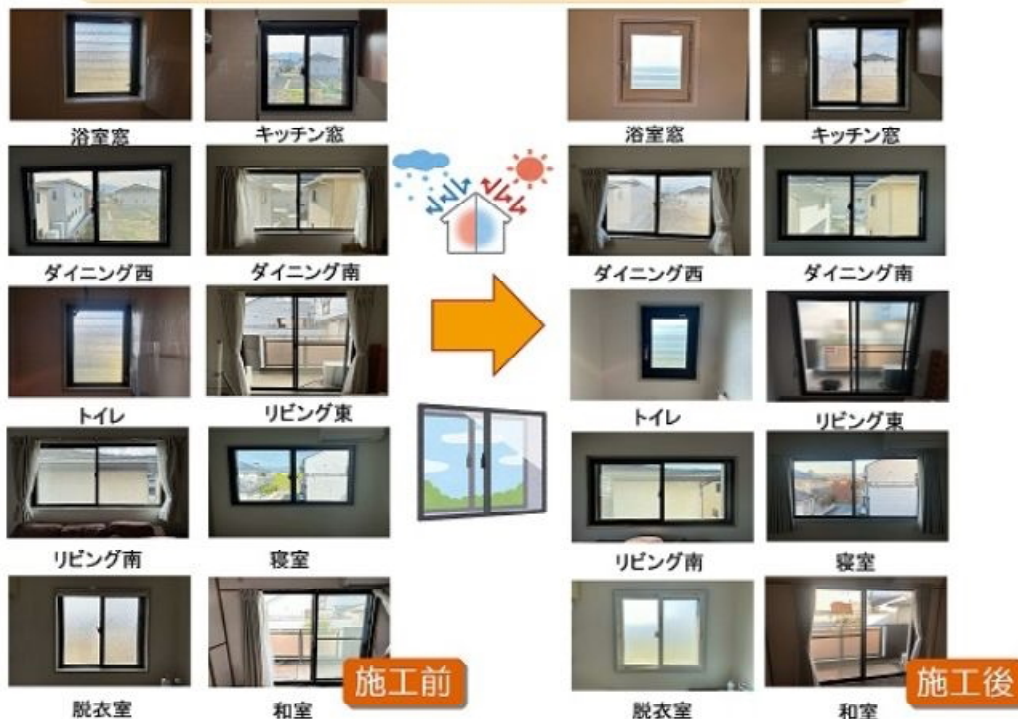 浴室窓
キッチン窓
ダイニング西
ダイニング南
トイレ
リビング東
リビング南
寝室
脱衣室
和室
施工前
浴室窓
キッチン窓
ダイニング西
ダイニング南
トイレ
リビング東
リビング南
寝室
脱衣室
和室
施工後